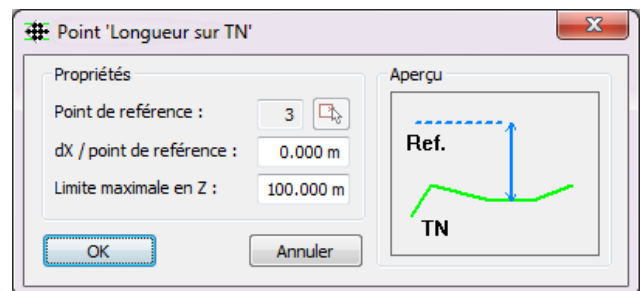 Point 'Longueur sur TN'
Propriétés
Point de reférence : 3
dX / point de reférence : 0.000 m
Limite maximale en Z : 100.000 m
OK Annuler
Aperçu
Ref.
TN